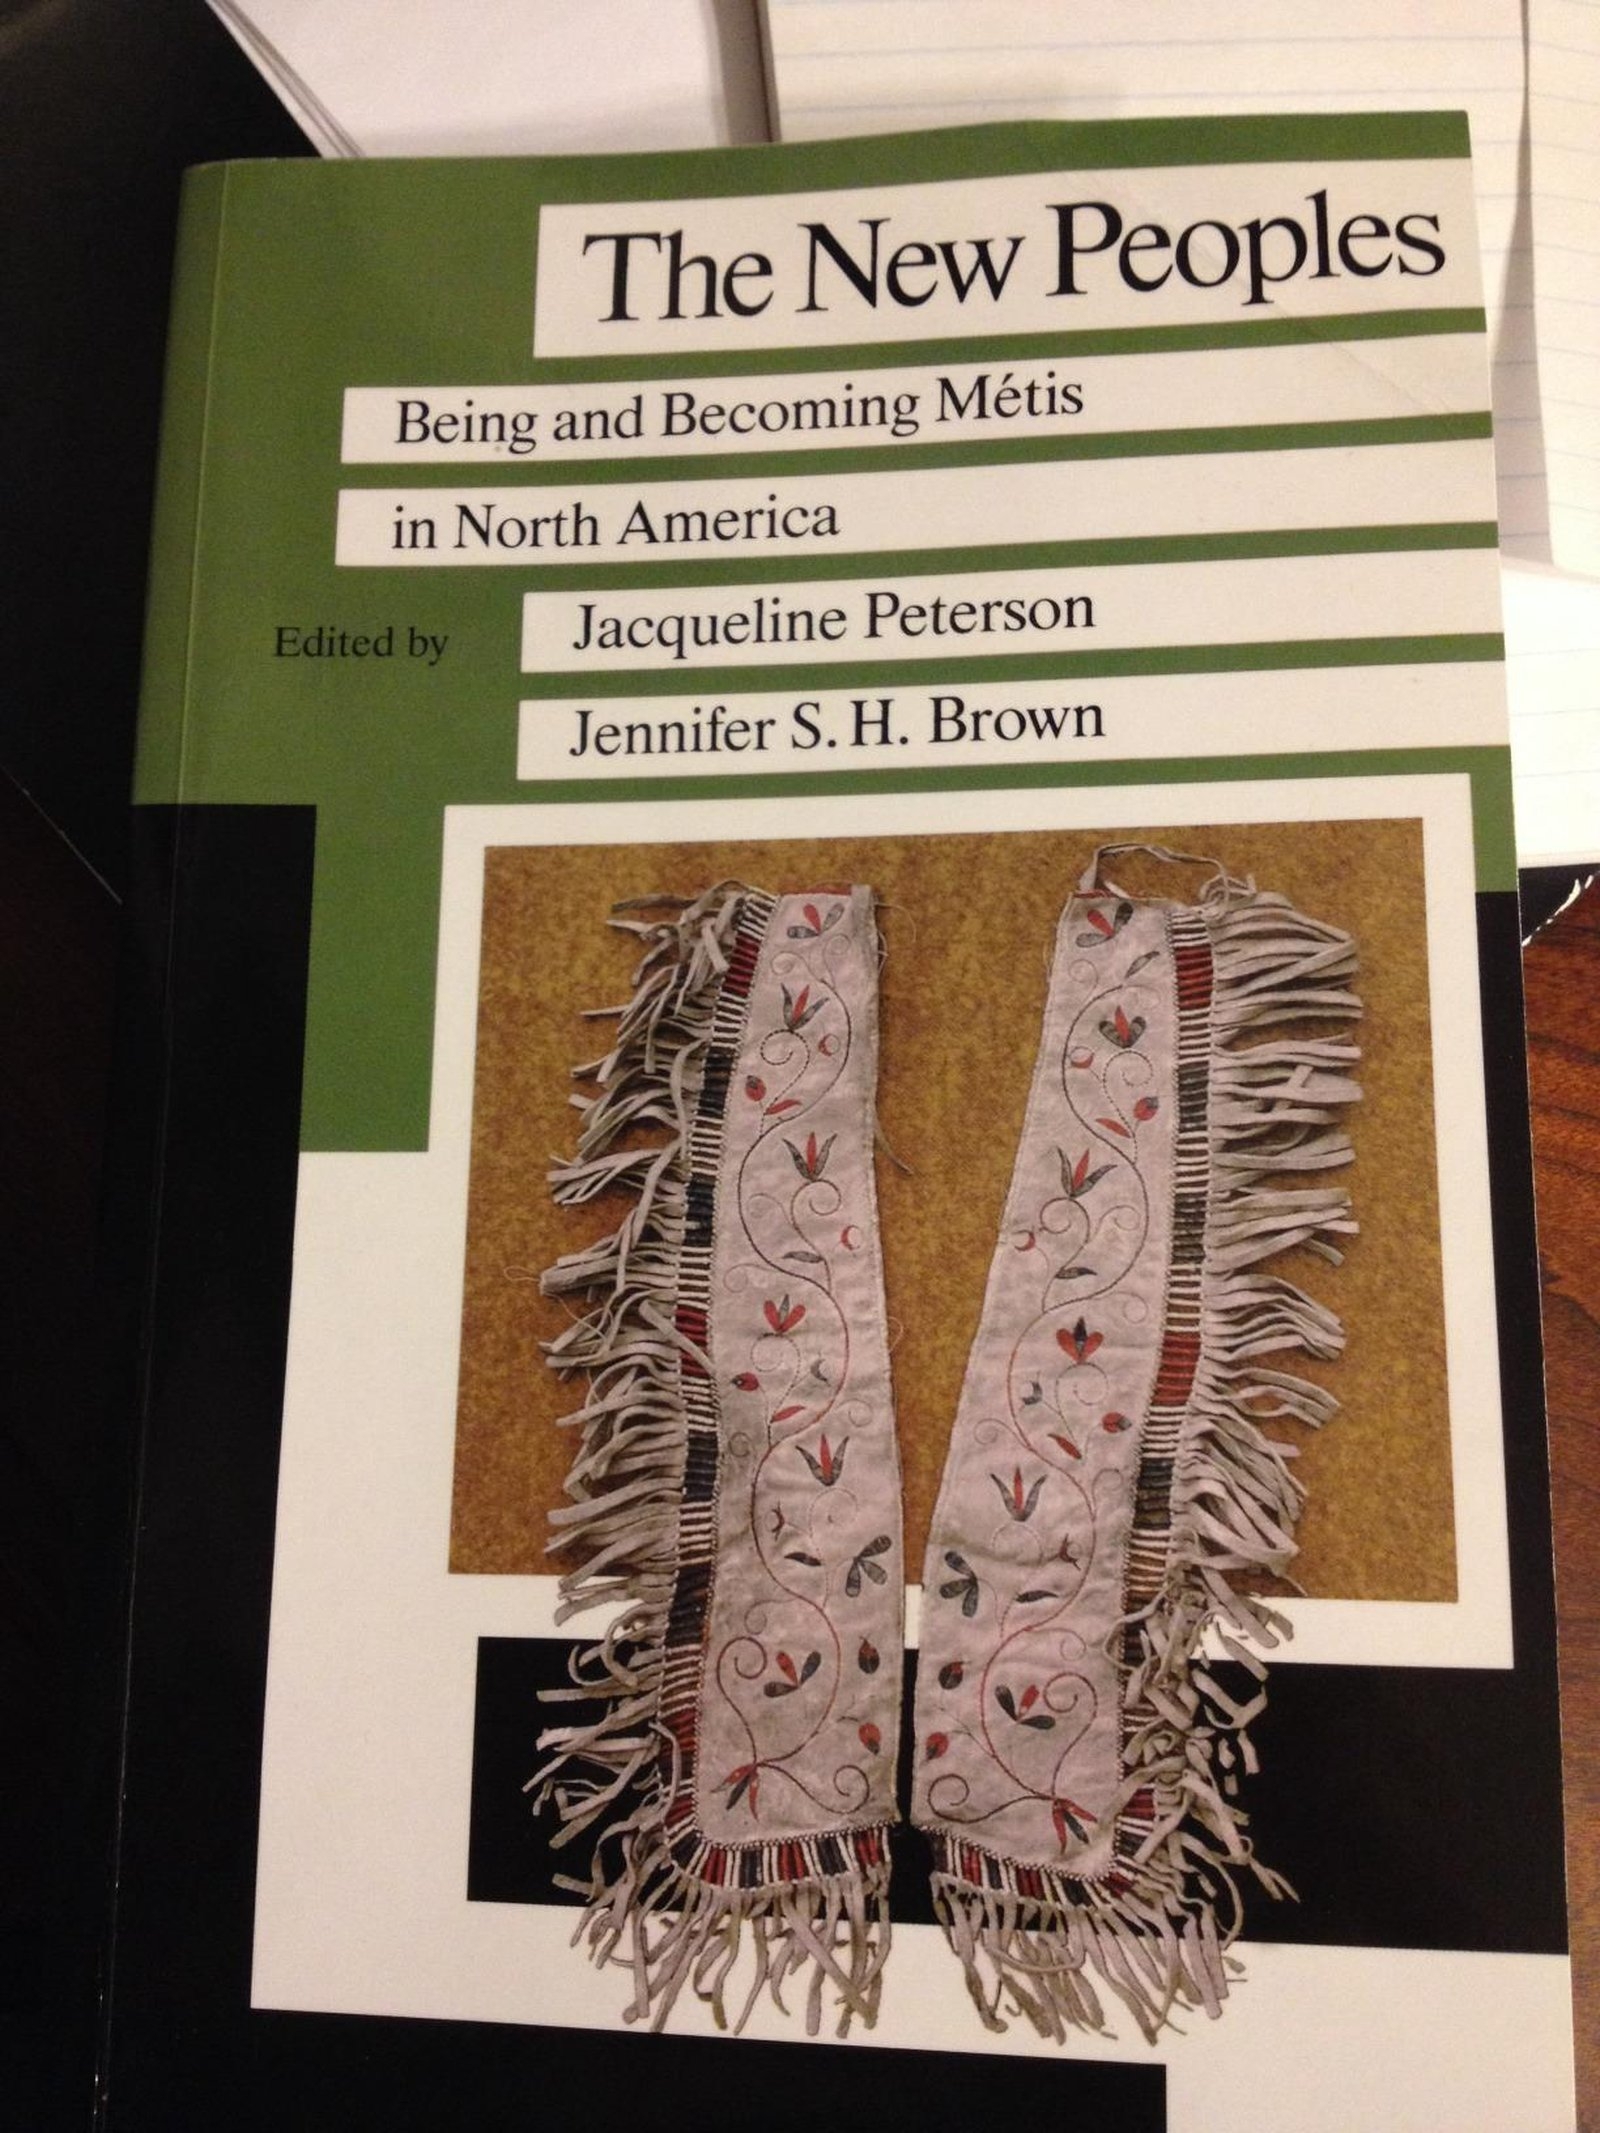 The New Peoples
Being and Becoming Métis
in North America
Edited by
Jacqueline Peterson
Jennifer S. H. Brown